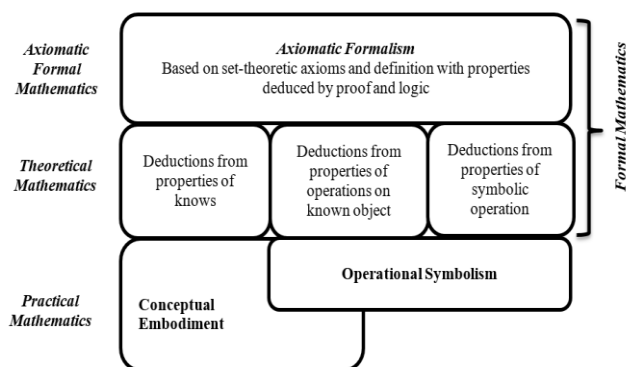 Axiomatic
Formal
Mathematics
Axiomatic Formalism
Based on set-theoretic axioms and definition with properties
deduced by proof and logic
Theoretical
Mathematics
Deductions from
properties of
knows
Deductions from
properties of
operations on
known object
Deductions from
properties of
symbolic
operation
Formal Mathematics
Practical
Mathematics
Conceptual
Embodiment
Operational Symbolism